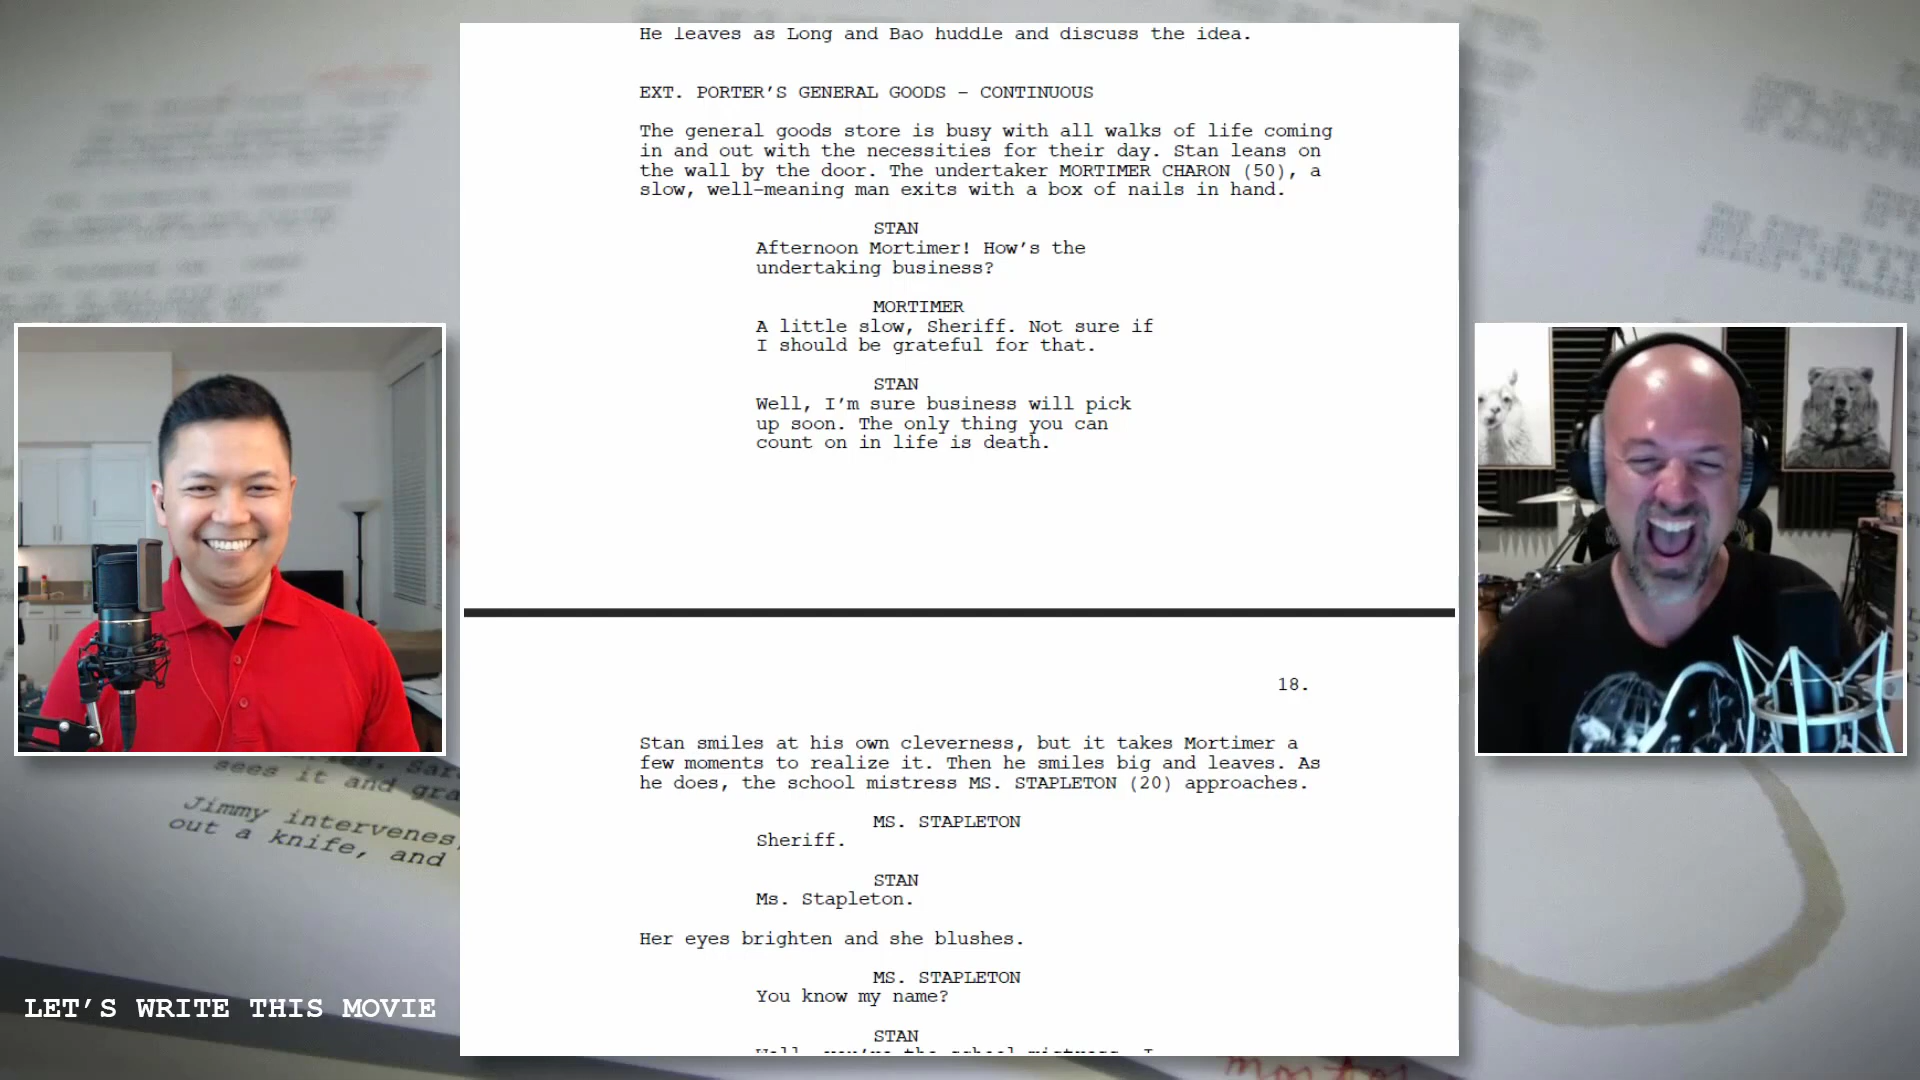 He leaves as Long and Bao huddle and discuss the idea.
EXT. PORTER'S GENERAL GOODS – CONTINUOUS
The general goods store is busy with all walks of life coming
in and out with the necessities for their day. Stan leans on
the wall by the door. The undertaker MORTIMER CHARON (50), a
slow, well-meaning man exits with a box of nails in hand.
STAN
Afternoon Mortimer! How's the
undertaking business?
MORTIMER
A little slow, Sheriff. Not sure if
I should be grateful for that.
STAN
Well, I'm sure business will pick
up soon. The only thing you can
count on in life is death.
18.
Stan smiles at his own cleverness, but it takes Mortimer a
few moments to realize it. Then he smiles big and leaves. As
he does, the school mistress MS. STAPLETON (20) approaches.
MS. STAPLETON
Sheriff.
STAN
Ms. Stapleton.
Her eyes brighten and she blushes.
MS. STAPLETON
You know my name?
STAN
Well, you're the school mistress. I
sees it and gra
Jimmy intervenes
out a knife, and
LET'S WRITE THIS MOVIE